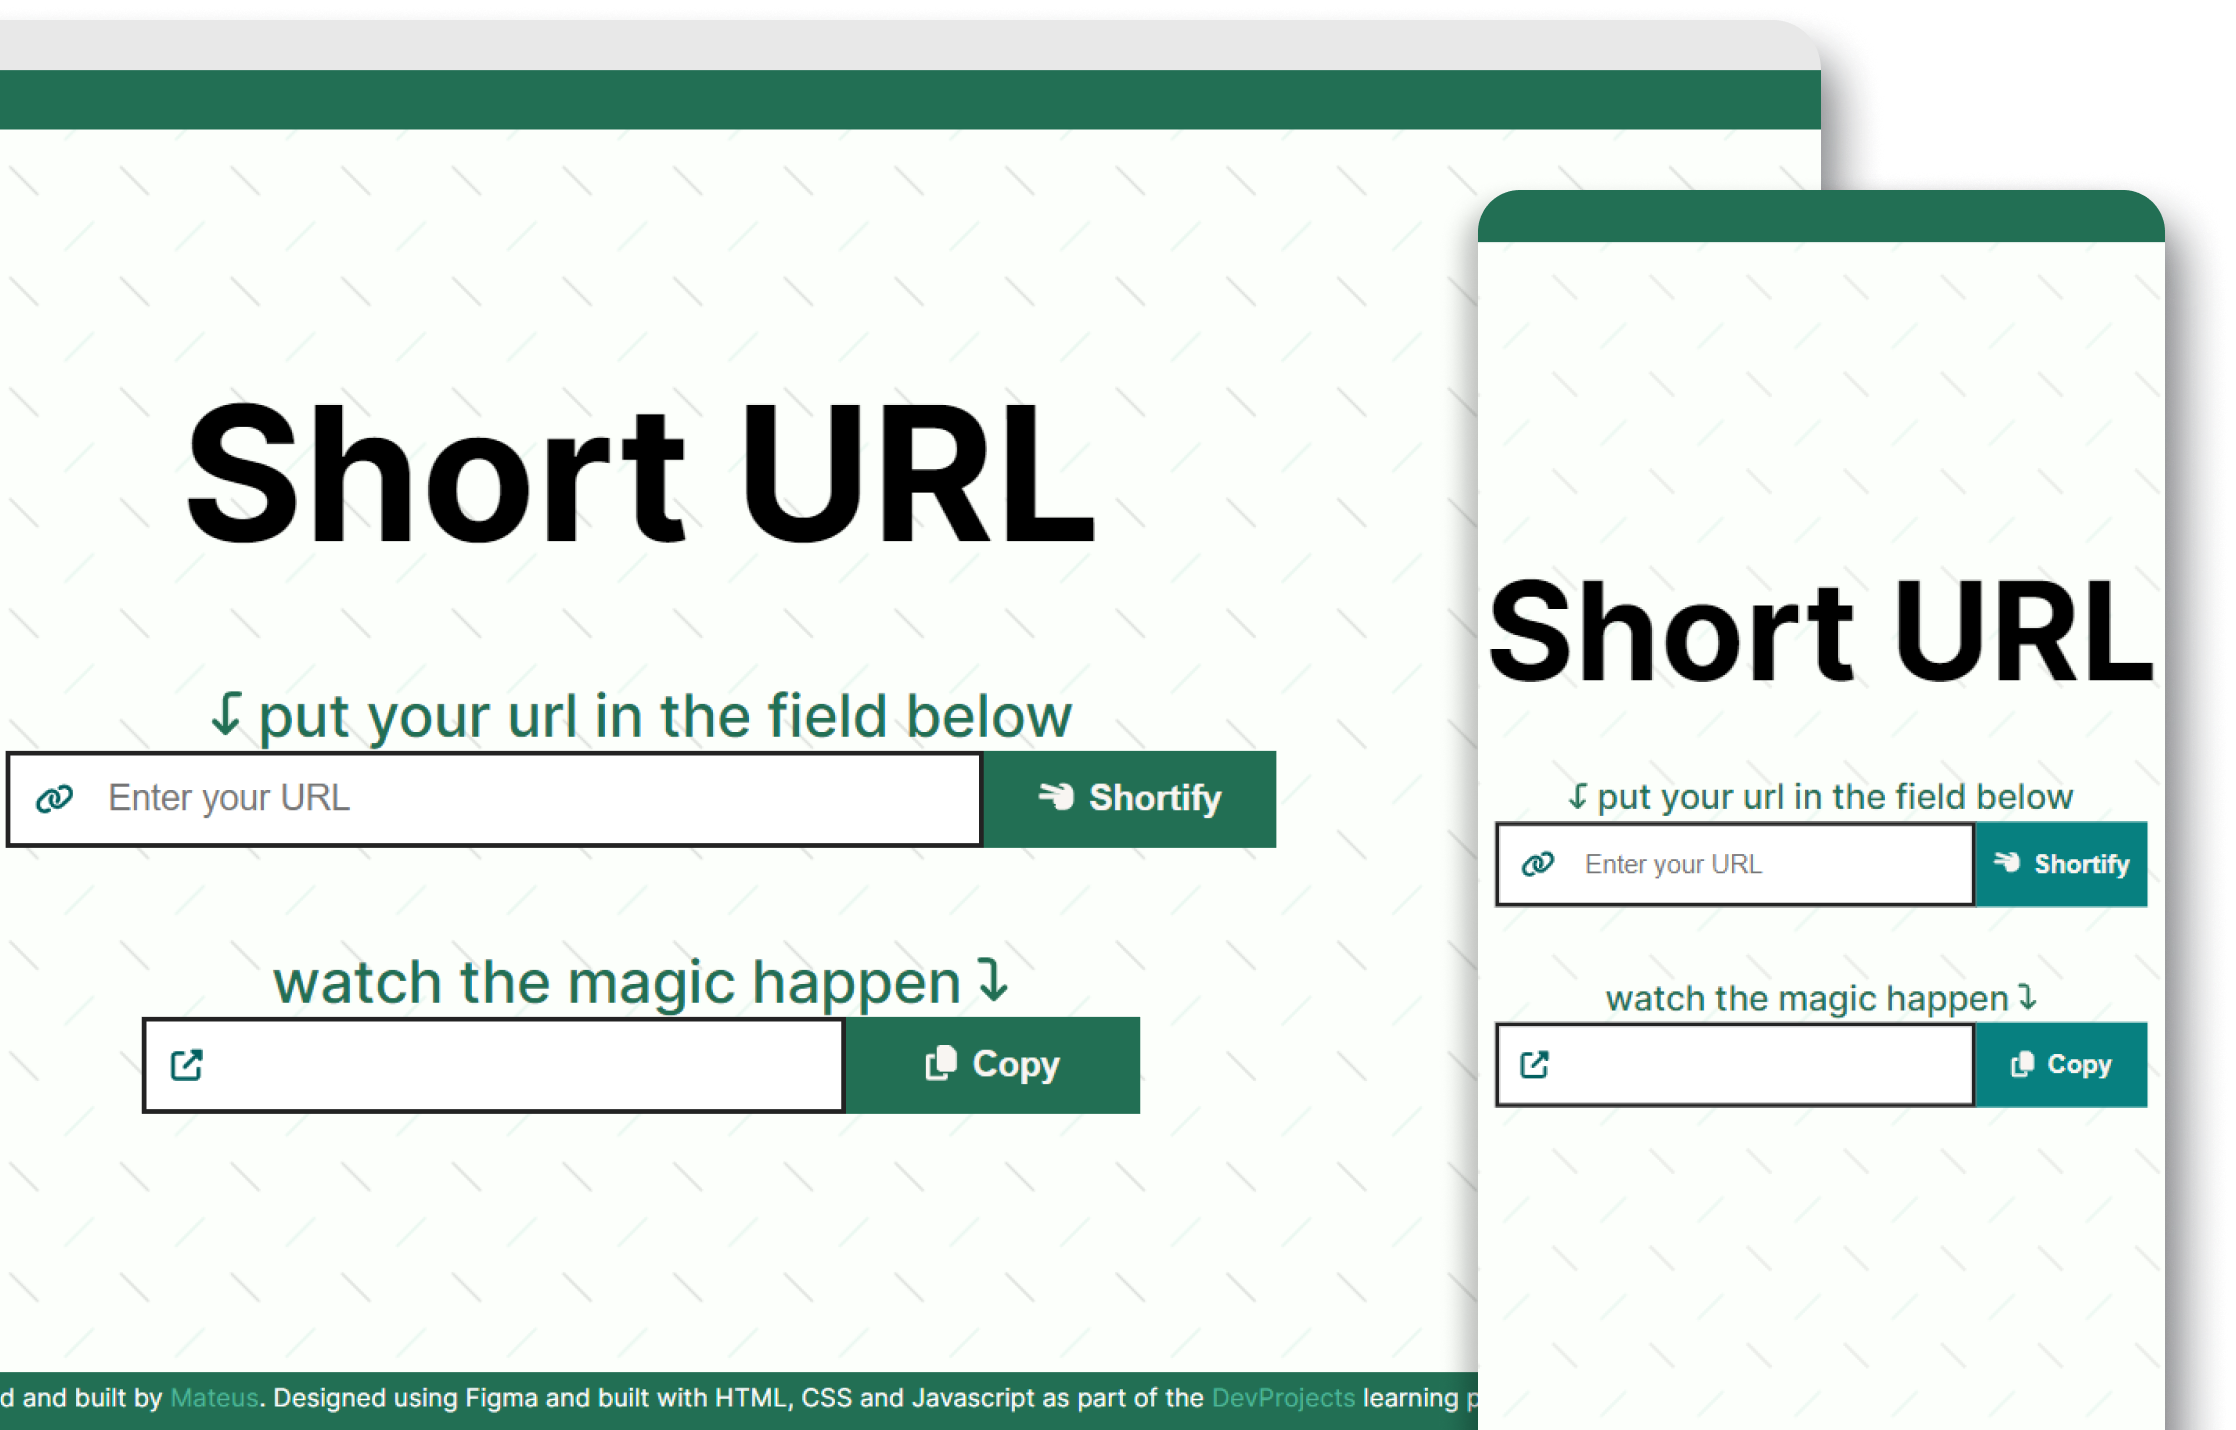 Short URL
put your url in the field below
Enter your URL
Shortify
watch the magic happen
Copy
d and built by Mateus. Designed using Figma and built with HTML, CSS and Javascript as part of the DevProjects learning p
Short URL
put your url in the field below
Enter your URL
Shortify
watch the magic happen
Copy